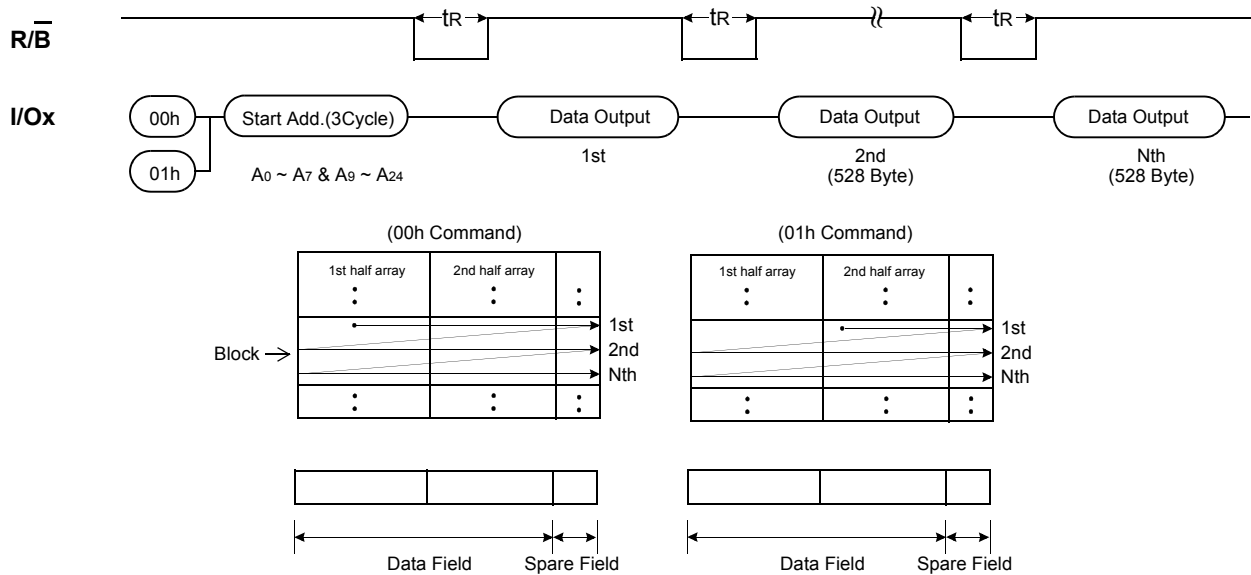 tR tR tR
R/B̅
I/Ox
00h Start Add.(3Cycle) Data Output Data Output Data Output
01h
A0 ~ A7 & A9 ~ A24
1st
2nd
(528 Byte)
Nth
(528 Byte)
(00h Command)
1st half array 2nd half array
1st
Block
2nd
Nth
(01h Command)
1st half array 2nd half array
1st
2nd
Nth
Data Field Spare Field
Data Field Spare Field